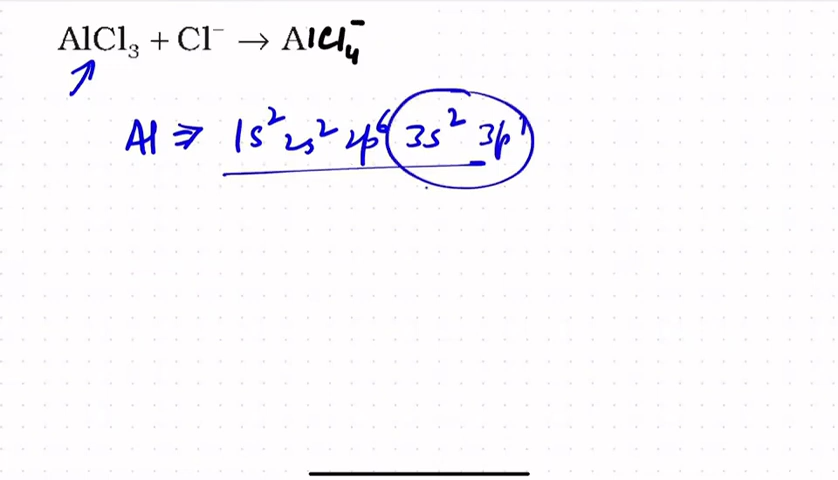 AlCl₃ + Cl⁻ → AlCl₄⁻
Al ⇒ 1s² 2s² 2p⁶ 3s² 3p¹